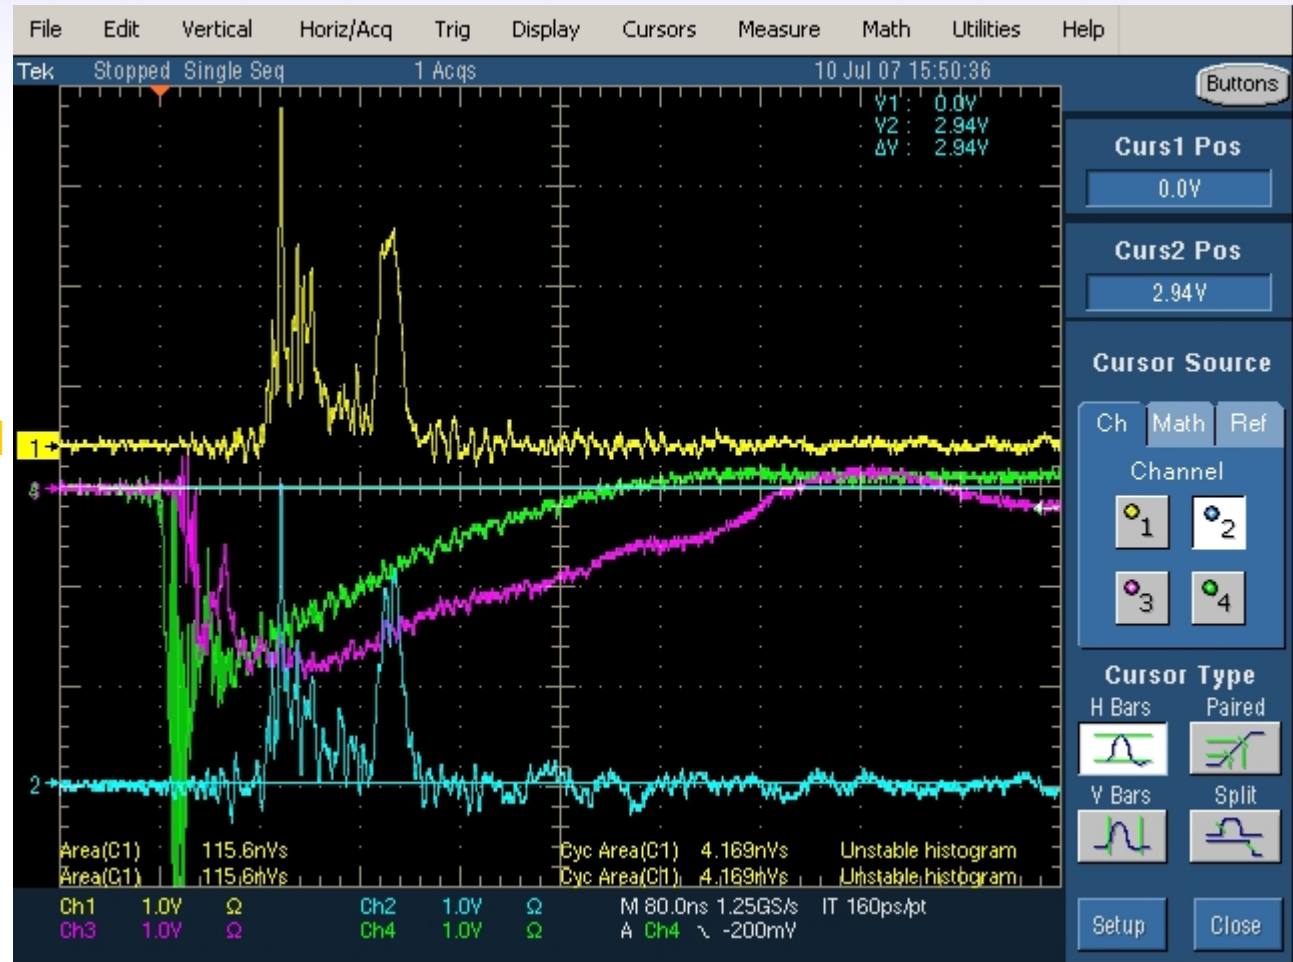 File Edit Vertical Horiz/Acq Trig Display Cursors Measure Math Utilities Help
Tek Stopped Single Seq 1 Acqs 10 Jul 07 15:50:36
Buttons
V1: 0.0V
V2: 2.94V
ΔV: 2.94V
Curs1 Pos
0.0V
Curs2 Pos
2.94V
Cursor Source
Ch Math Ref
Channel
1 2
3 4
Cursor Type
H Bars Paired
V Bars Split
Setup Close
1
2
Area(C1) 115.6nVs Cyc Area(C1) 4.169nVs Unstable histogram
Area(C1) 115.6nVs Cyc Area(C1) 4.169nVs Unstable histogram
Ch1 1.0V Ω Ch2 1.0V Ω M 80.0ns 1.25GS/s IT 160ps/pt
Ch3 1.0V Ω Ch4 1.0V Ω A Ch4 -200mV